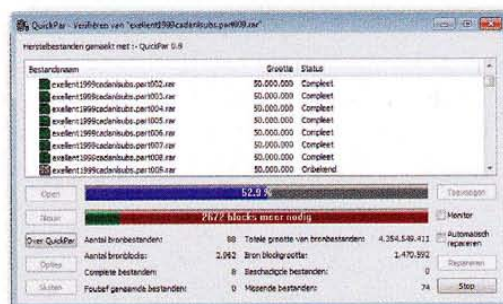 QuickPar - Verifiëren van "exellent1999cadanlsubs.part009.rar"
Herstelbestanden gemaakt met :- QuickPar 0.9
Bestandsnaam Grootte Status
exellent1999cadanlsubs.part002.rar 50.000.000 Compleet
exellent1999cadanlsubs.part003.rar 50.000.000 Compleet
exellent1999cadanlsubs.part004.rar 50.000.000 Compleet
exellent1999cadanlsubs.part005.rar 50.000.000 Compleet
exellent1999cadanlsubs.part006.rar 50.000.000 Compleet
exellent1999cadanlsubs.part007.rar 50.000.000 Compleet
exellent1999cadanlsubs.part008.rar 50.000.000 Compleet
exellent1999cadanlsubs.part009.rar 50.000.000 Onbekend
Open 52.9 % Toevoegen
Nieuw 2672 blocks meer nodig Monitor
Over QuickPar Aantal bronbestanden: 88 Totale grootte van bronbestanden: 4.354.549.411 Automatisch repareren
Aantal bronblocks: 2.962 Bron blockgrootte: 1.470.592
Opties Complete bestanden: 8 Beschadigde bestanden: 0 Repareren
Sluiten Foutief genaamde bestanden: 0 Missende bestanden: 74 Stop